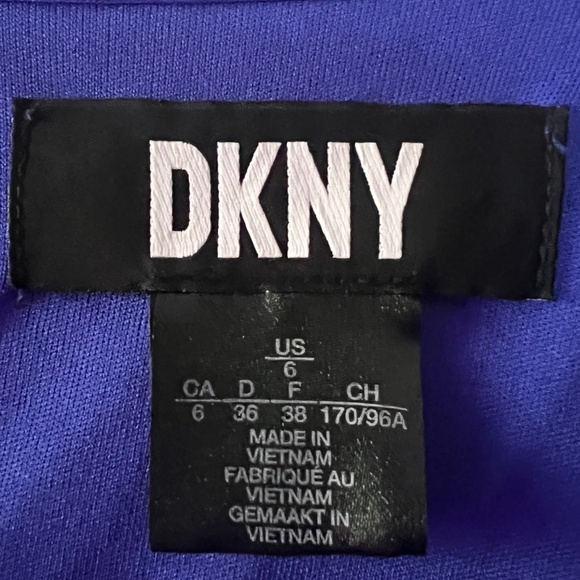 DKNY
US
6
CA D F CH
6 36 38 170/96A
MADE IN
VIETNAM
FABRIQUÉ AU
VIETNAM
GEMAAKT IN
VIETNAM